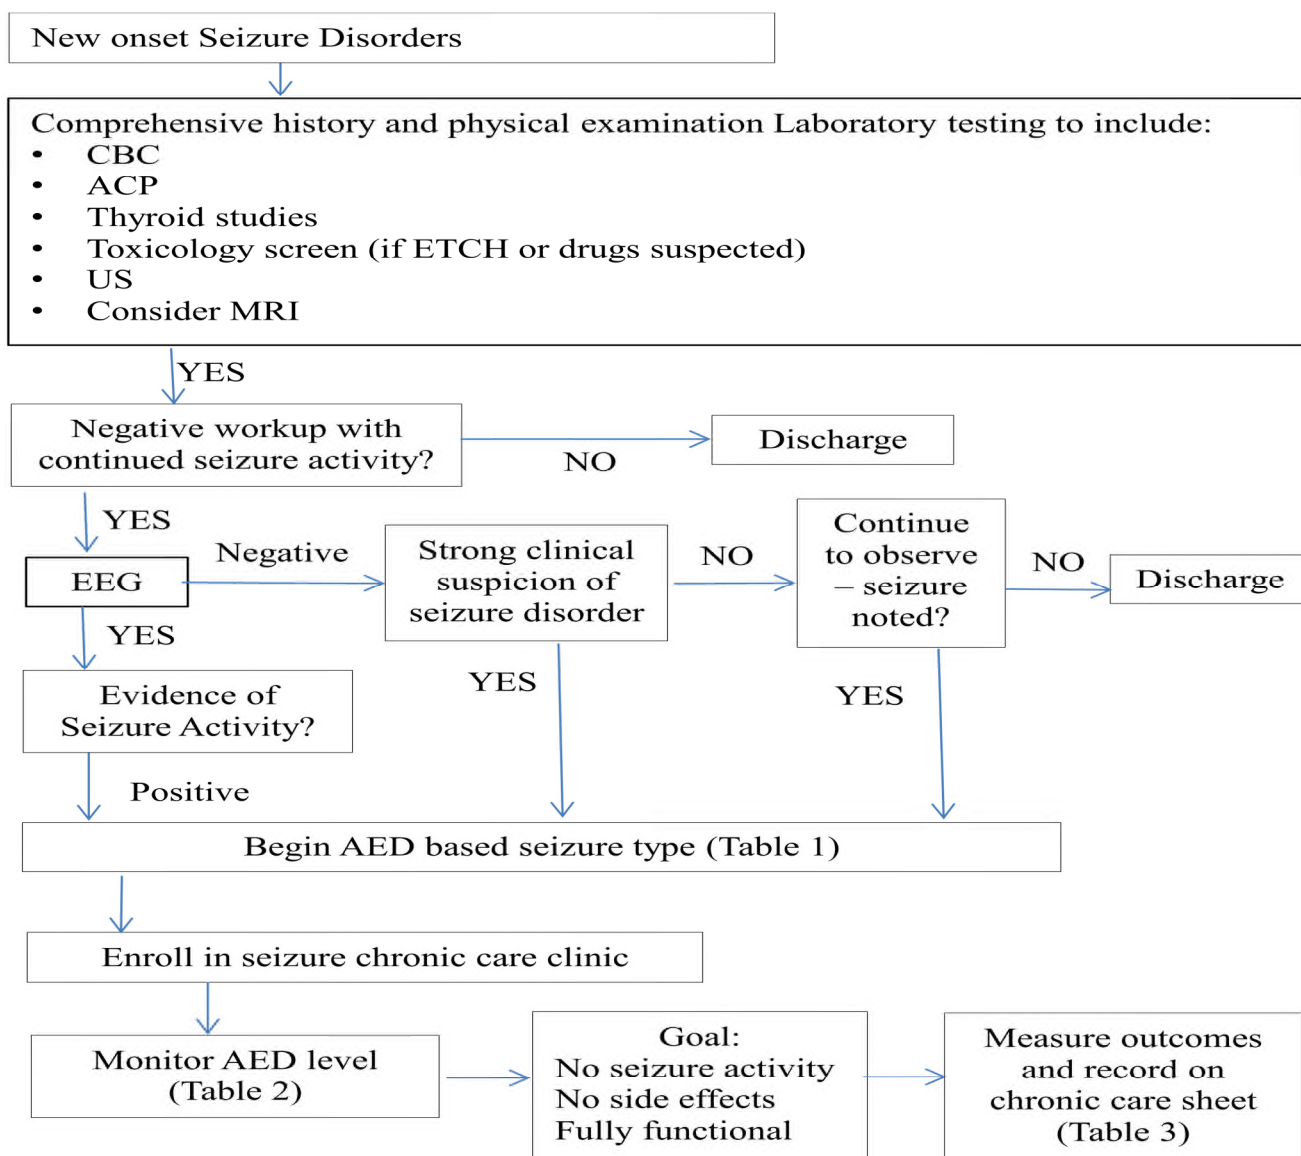 New onset Seizure Disorders
Comprehensive history and physical examination Laboratory testing to include:
• CBC
• ACP
• Thyroid studies
• Toxicology screen (if ETCH or drugs suspected)
• US
• Consider MRI
YES
Negative workup with
continued seizure activity?
NO
Discharge
YES
EEG
Negative
Strong clinical
suspicion of
seizure disorder
NO
Continue
to observe
– seizure
noted?
NO
Discharge
YES
Evidence of
Seizure Activity?
YES
YES
Positive
Begin AED based seizure type (Table 1)
Enroll in seizure chronic care clinic
Monitor AED level
(Table 2)
Goal:
No seizure activity
No side effects
Fully functional
Measure outcomes
and record on
chronic care sheet
(Table 3)